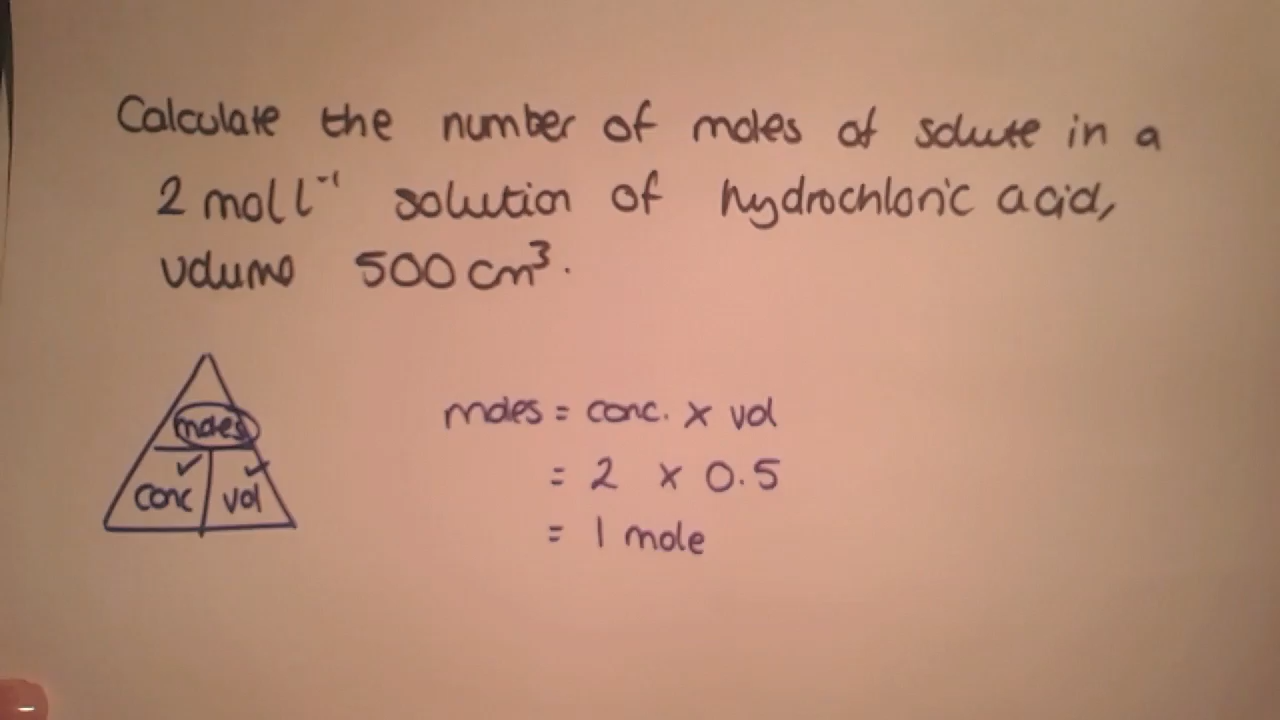 Calculate the number of moles of solute in a
2 mol l⁻¹ solution of hydrochloric acid,
volume 500 cm³.
moles
conc vol
moles = conc. x vol
= 2 x 0.5
= 1 mole